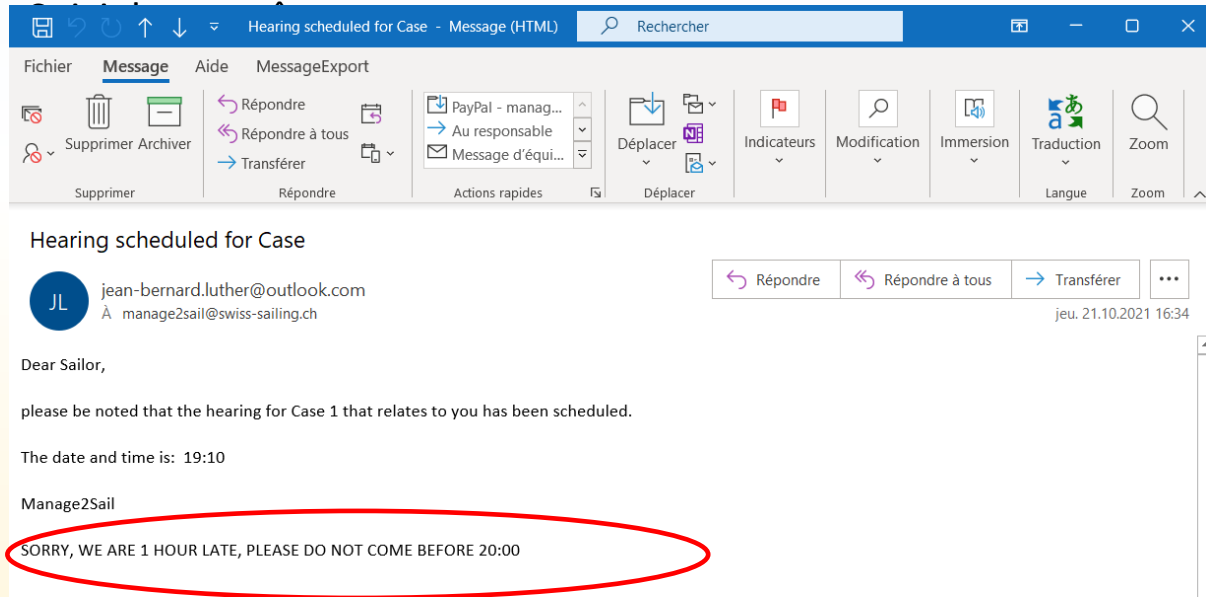 Hearing scheduled for Case - Message (HTML)
Rechercher
Fichier Message Aide MessageExport
Supprimer Archiver
Répondre
Répondre à tous
Transférer
PayPal - manag...
Au responsable
Message d'équi...
Déplacer
Indicateurs
Modification
Immersion
Traduction
Zoom
Supprimer Répondre Actions rapides Déplacer Langue Zoom
Hearing scheduled for Case
JL
jean-bernard.luther@outlook.com
À manage2sail@swiss-sailing.ch
Répondre Répondre à tous Transférer
jeu. 21.10.2021 16:34
Dear Sailor,
please be noted that the hearing for Case 1 that relates to you has been scheduled.
The date and time is: 19:10
Manage2Sail
SORRY, WE ARE 1 HOUR LATE, PLEASE DO NOT COME BEFORE 20:00